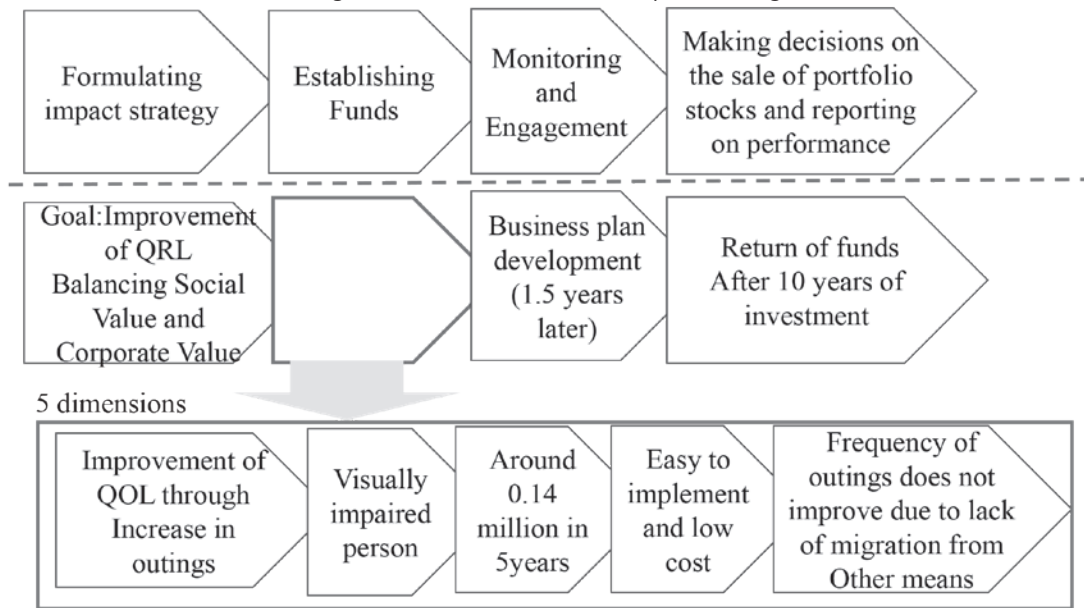 Formulating
impact strategy
Establishing
Funds
Monitoring
and
Engagement
Making decisions on
the sale of portfolio
stocks and reporting
on performance
Goal:Improvement
of QRL
Balancing Social
Value and
Corporate Value
Business plan
development
(1.5 years
later)
Return of funds
After 10 years of
investment
5 dimensions
Improvement of
QOL through
Increase in
outings
Visually
impaired
person
Around
0.14
million in
5years
Easy to
implement
and low
cost
Frequency of
outings does not
improve due to lack
of migration from
Other means